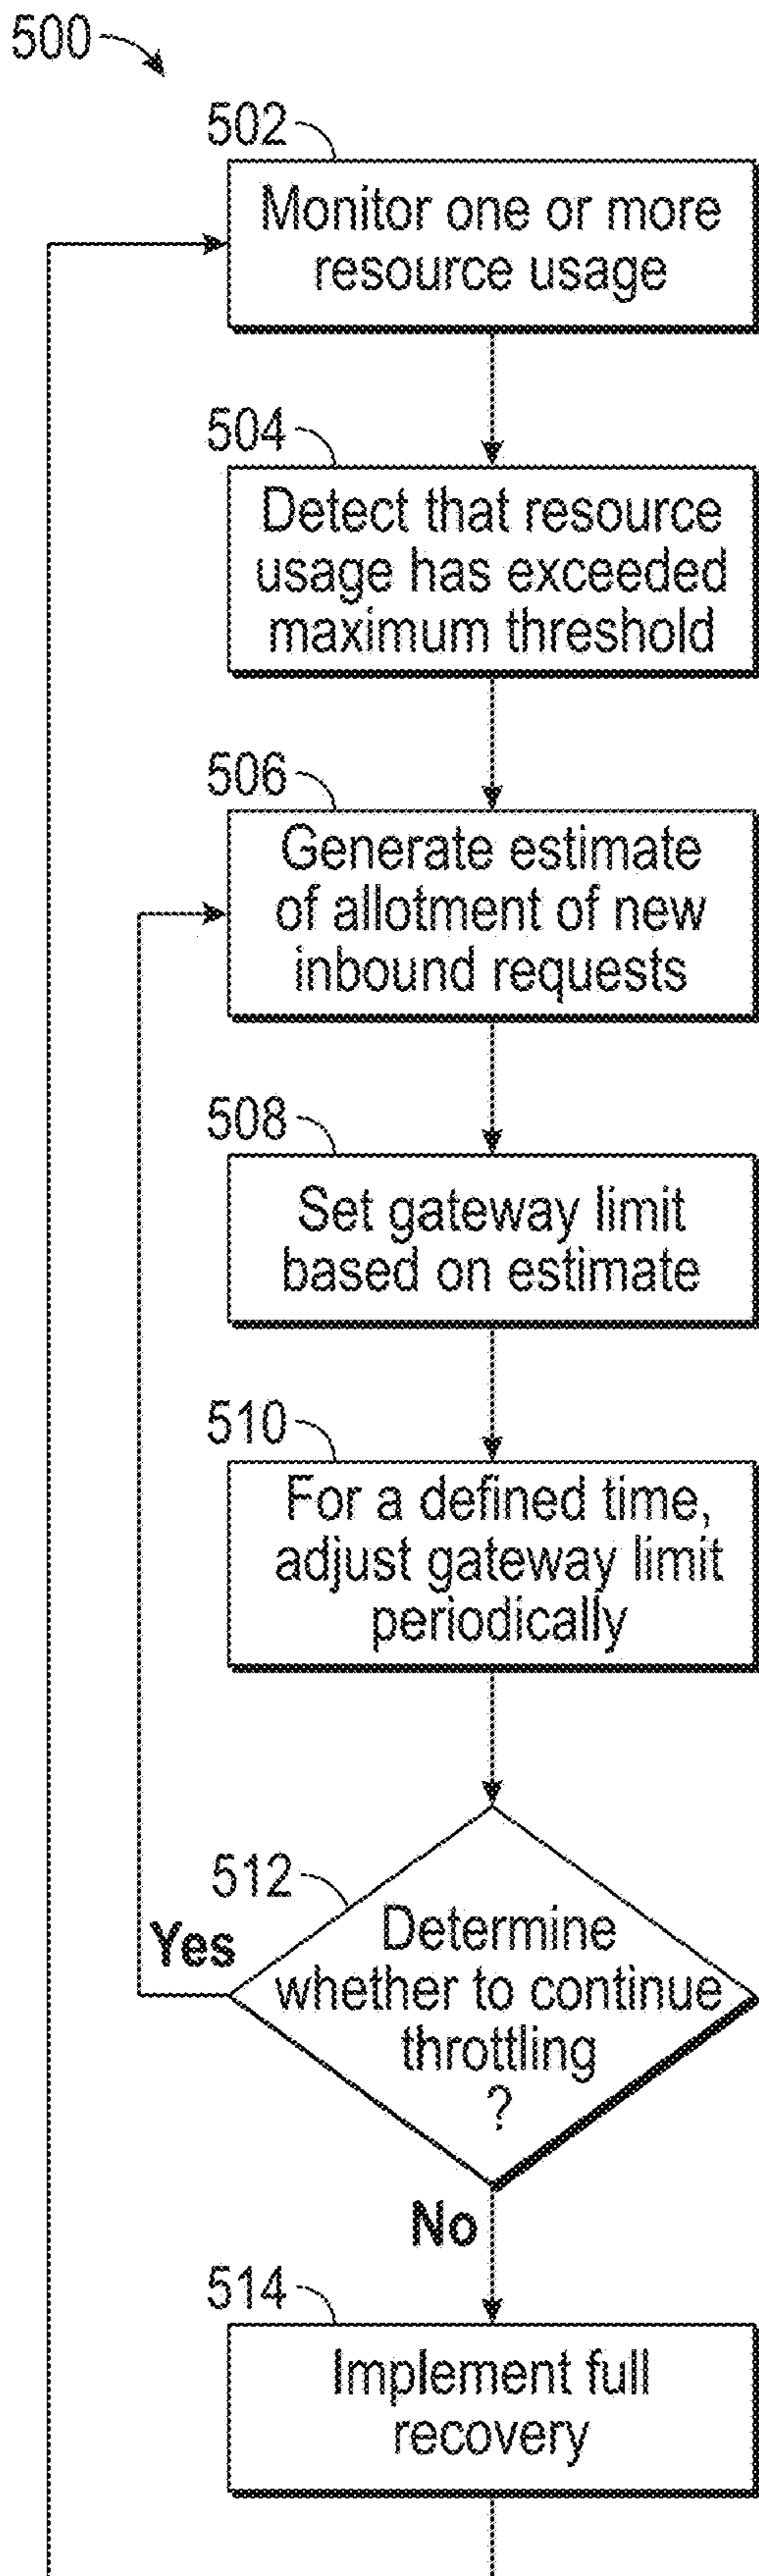 500
502
Monitor one or more
resource usage
504
Detect that resource
usage has exceeded
maximum threshold
506
Generate estimate
of allotment of new
inbound requests
508
Set gateway limit
based on estimate
510
For a defined time,
adjust gateway limit
periodically
512
Yes
Determine
whether to continue
throttling
?
No
514
Implement full
recovery